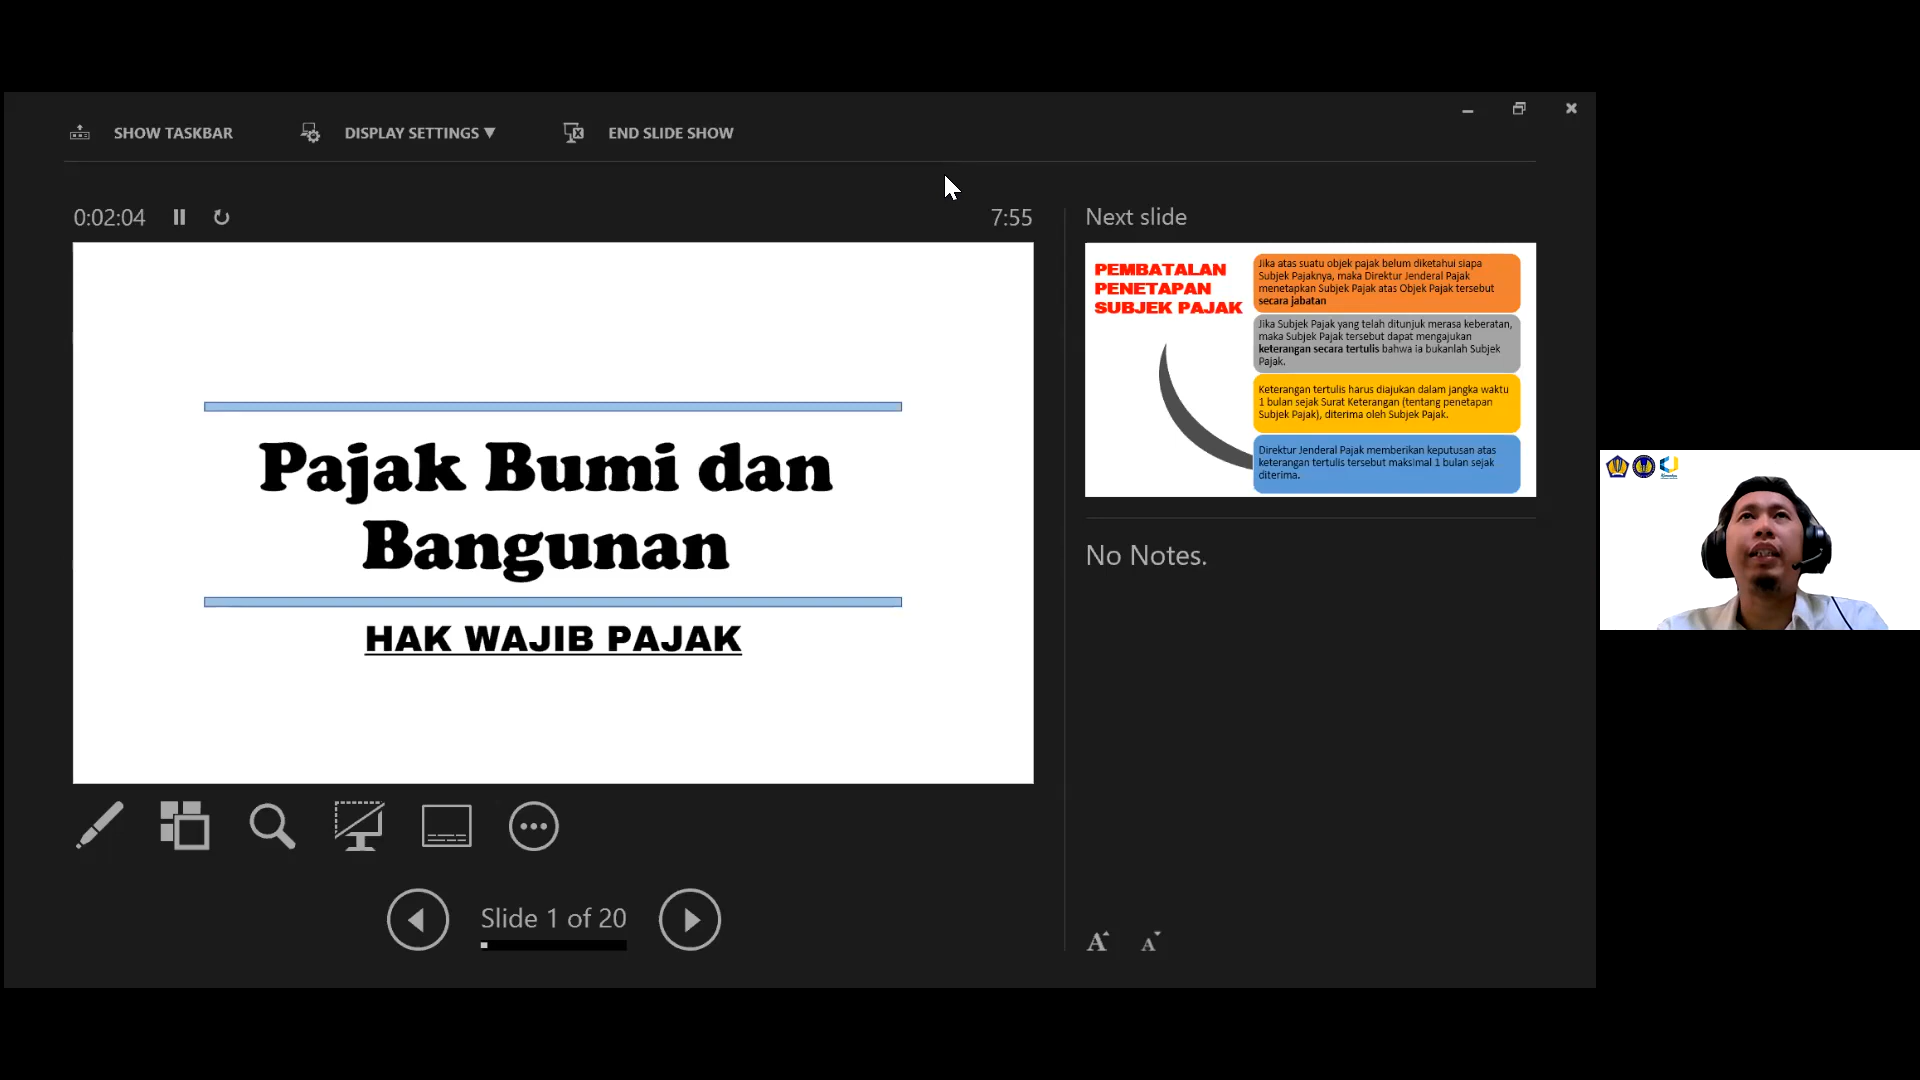 SHOW TASKBAR
DISPLAY SETTINGS ▼
END SLIDE SHOW
0:02:04
7:55
Pajak Bumi dan
Bangunan
HAK WAJIB PAJAK
Slide 1 of 20
Next slide
PEMBATALAN
PENETAPAN
SUBJEK PAJAK
Jika atas suatu objek pajak belum diketahui siapa
Subjek Pajaknya, maka Direktur Jenderal Pajak
menetapkan Subjek Pajak atas Objek Pajak tersebut
secara jabatan
Jika Subjek Pajak yang telah ditunjuk merasa keberatan,
maka Subjek Pajak tersebut dapat mengajukan
keterangan secara tertulis bahwa ia bukanlah Subjek
Pajak.
Keterangan tertulis harus diajukan dalam jangka waktu
1 bulan sejak Surat Keterangan (tentang penetapan
Subjek Pajak), diterima oleh Subjek Pajak.
Direktur Jenderal Pajak memberikan keputusan atas
keterangan tertulis tersebut maksimal 1 bulan sejak
diterima.
No Notes.
A A